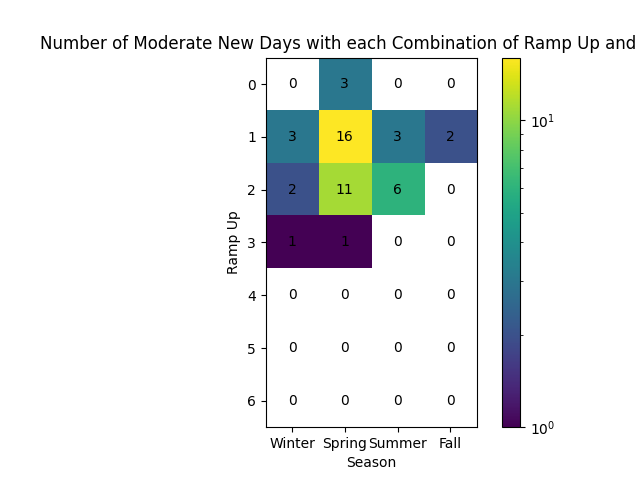 Number of Moderate New Days with each Combination of Ramp Up and
0 0 3 0 0
1 3 16 3 2
2 2 11 6 0
3 1 1 0 0
4 0 0 0 0
5 0 0 0 0
6 0 0 0 0
Ramp Up
Winter Spring Summer Fall
Season
10¹
10⁰